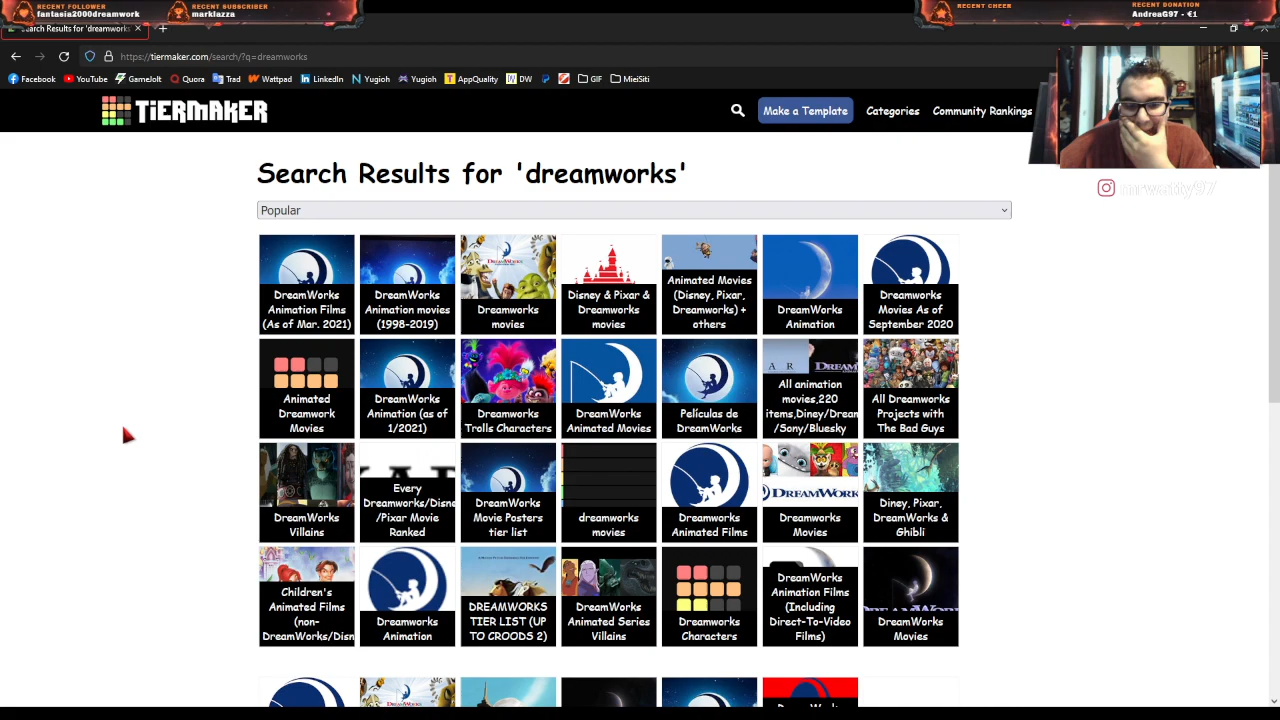 RECENT FOLLOWER
fantasia2000dreamwork
RECENT SUBSCRIBER
marklazza
RECENT CHEER
RECENT DONATION
AndreaG97 - €1
Search Results for 'dreamworks'
https://tiermaker.com/search/?q=dreamworks
Facebook YouTube GameJolt Quora Trad Wattpad LinkedIn Yugioh Yugioh AppQuality DW GIF MieiSiti
TiERMAKER
Make a Template Categories Community Rankings
mrwatty97
Search Results for 'dreamworks'
Popular
DreamWorks
Animation Films
(As of Mar. 2021)
DreamWorks
Animation movies
(1998-2019)
Dreamworks
movies
Disney & Pixar &
Dreamworks
movies
Animated Movies
(Disney, Pixar,
Dreamworks) +
others
DreamWorks
Animation
Dreamworks
Movies As of
September 2020
Animated
Dreamwork
Movies
DreamWorks
Animation (as of
1/2021)
Dreamworks
Trolls Characters
DreamWorks
Animated Movies
Películas de
DreamWorks
A R DREAM
All animation
movies,220
items,Diney/Dream
/Sony/Bluesky
All Dreamworks
Projects with
The Bad Guys
DreamWorks
Villains
Every
Dreamworks/Disne
/Pixar Movie
Ranked
DreamWorks
Movie Posters
tier list
dreamworks
movies
Dreamworks
Animated Films
DREAMWORK
Dreamworks
Movies
Diney, Pixar,
DreamWorks &
Ghibli
Children's
Animated Films
(non-
DreamWorks/Disn
Dreamworks
Animation
DREAMWORKS
TIER LIST (UP
TO CROODS 2)
DreamWorks
Animated Series
Villains
Dreamworks
Characters
DreamWorks
Animation Films
(Including
Direct-To-Video
Films)
DreamWorks
Movies